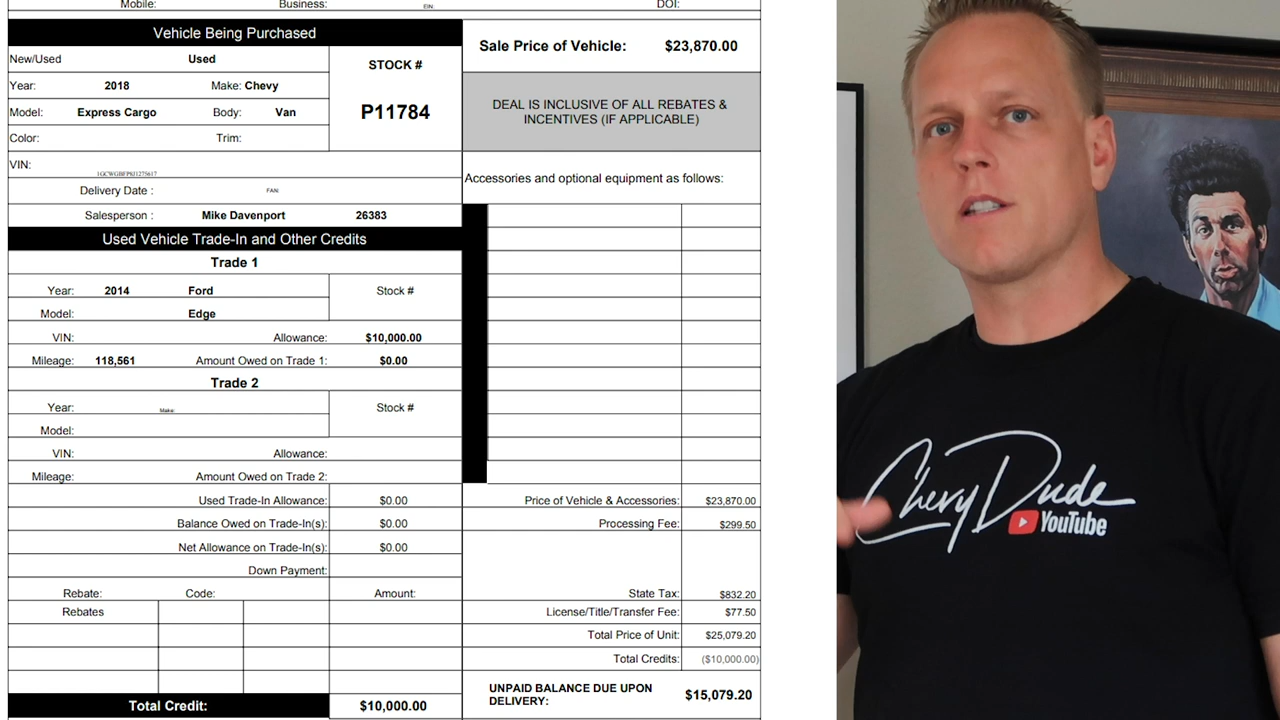 Mobile: Business: EIN: DOI:
Vehicle Being Purchased
New/Used Used
Year: 2018 Make: Chevy
Model: Express Cargo Body: Van
Color: Trim:
STOCK #
P11784
VIN:
1GCWGBFP8J1275617
Delivery Date : FAN:
Salesperson : Mike Davenport 26383
Used Vehicle Trade-In and Other Credits
Trade 1
Year: 2014 Ford Stock #
Model: Edge
VIN: Allowance: $10,000.00
Mileage: 118,561 Amount Owed on Trade 1: $0.00
Trade 2
Year: Make: Stock #
Model:
VIN: Allowance:
Mileage: Amount Owed on Trade 2:
Used Trade-In Allowance: $0.00
Balance Owed on Trade-In(s): $0.00
Net Allowance on Trade-In(s): $0.00
Down Payment:
Rebate: Code: Amount:
Rebates
Total Credit: $10,000.00
Sale Price of Vehicle: $23,870.00
DEAL IS INCLUSIVE OF ALL REBATES &
INCENTIVES (IF APPLICABLE)
Accessories and optional equipment as follows:
Price of Vehicle & Accessories: $23,870.00
Processing Fee: $299.50
State Tax: $832.20
License/Title/Transfer Fee: $77.50
Total Price of Unit: $25,079.20
Total Credits: ($10,000.00)
UNPAID BALANCE DUE UPON
DELIVERY: $15,079.20
ChevyDude
YouTube